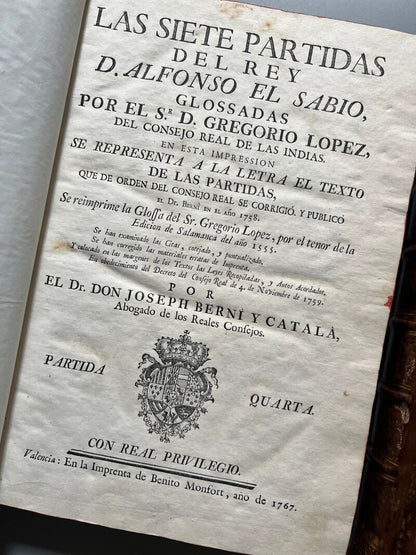 LAS SIETE PARTIDAS
DEL REY
D. ALFONSO EL SABIO,
GLOSSADAS
POR EL S.R D. GREGORIO LOPEZ,
DEL CONSEJO REAL DE LAS INDIAS.
EN ESTA IMPRESSION
SE REPRESENTA A LA LETRA EL TEXTO
DE LAS PARTIDAS,
QUE DE ORDEN DEL CONSEJO REAL SE CORRIGIÓ, Y PUBLICÓ
EL DR. BERNÍ EN EL AÑO 1758.
Se reimprime la Glossa del Sr. Gregorio Lopez, por el tenor de la
Edicion de Salamanca del año 1555.
Se han examinado las Citas, cotejado, y puntualizado,
Se han corregido las materiales erratas de Imprenta,
Y colocado en las margenes de los Textos las Leyes Recopiladas, y Autos Acordados.
En obedecimiento del Decreto del Consejo Real de 4. de Noviembre de 1759.
POR
EL DR. DON JOSEPH BERNÍ Y CATALÀ,
Abogado de los Reales Consejos.
PARTIDA QUARTA.
CON REAL PRIVILEGIO.
Valencia: En la Imprenta de Benito Monfort, año de 1767.